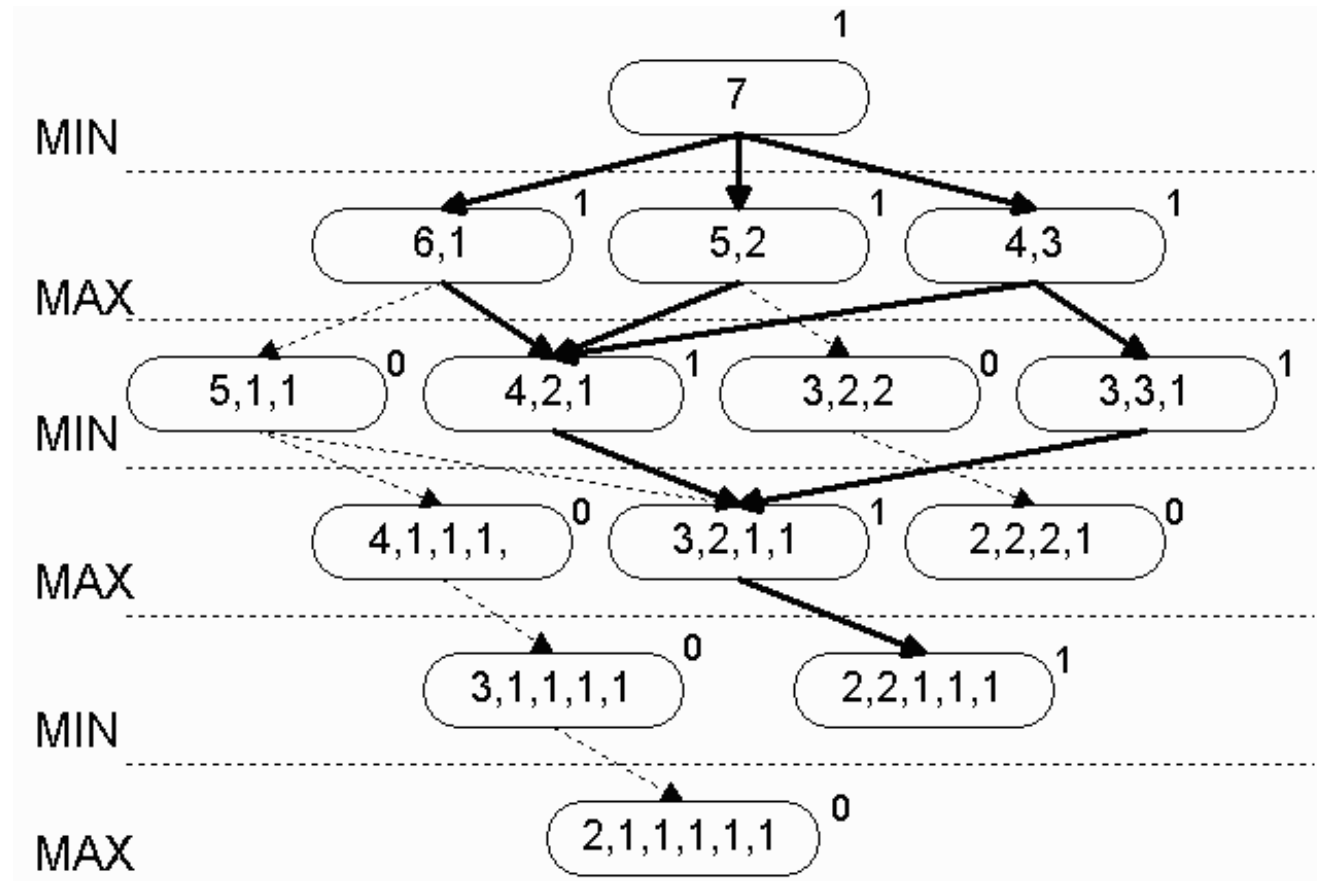 1
7
MIN
1 1 1
6,1 5,2 4,3
MAX
0 1 0 1
5,1,1 4,2,1 3,2,2 3,3,1
MIN
0 1 0
4,1,1,1, 3,2,1,1 2,2,2,1
MAX
0 1
3,1,1,1,1 2,2,1,1,1
MIN
0
2,1,1,1,1,1
MAX